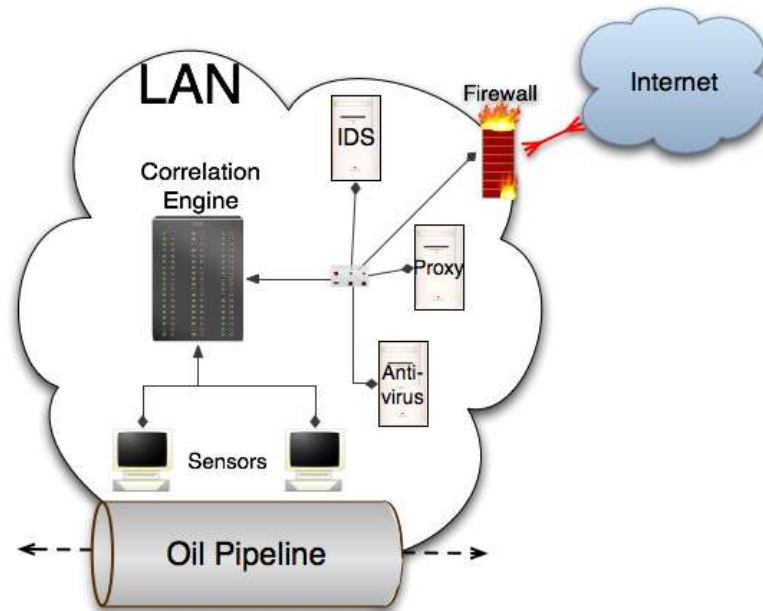 LAN
Firewall
Internet
IDS
Correlation
Engine
Proxy
Anti-
virus
Sensors
Oil Pipeline